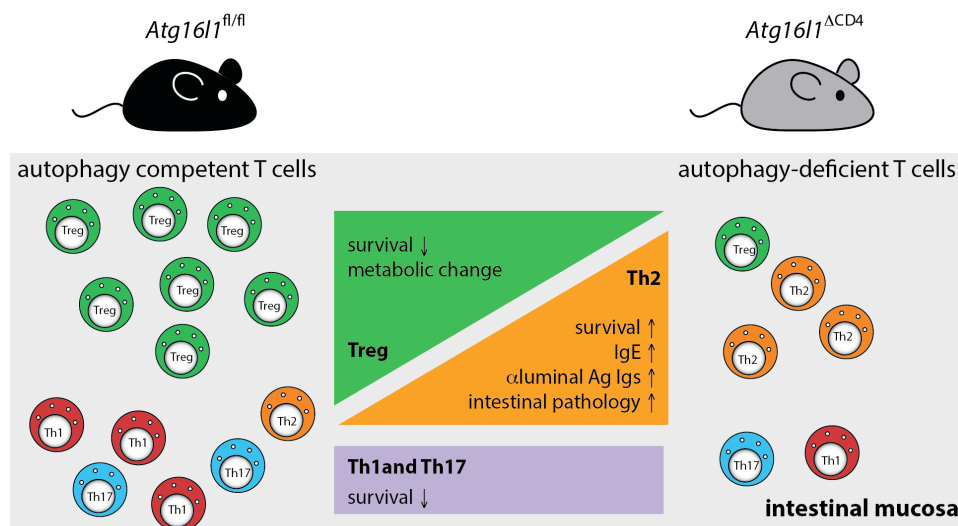 Atg16l1fl/fl
Atg16l1ΔCD4
autophagy competent T cells
autophagy-deficient T cells
Treg
Treg
Treg
Treg
Treg
Treg
Treg
Th1
Th1
Th2
Th17
Th17
Th1
survival ↓
metabolic change
Treg
Th2
survival ↑
IgE ↑
αluminal Ag Igs ↑
intestinal pathology ↑
Th1and Th17
survival ↓
Treg
Th2
Th2
Th2
Th17
Th1
intestinal mucosa